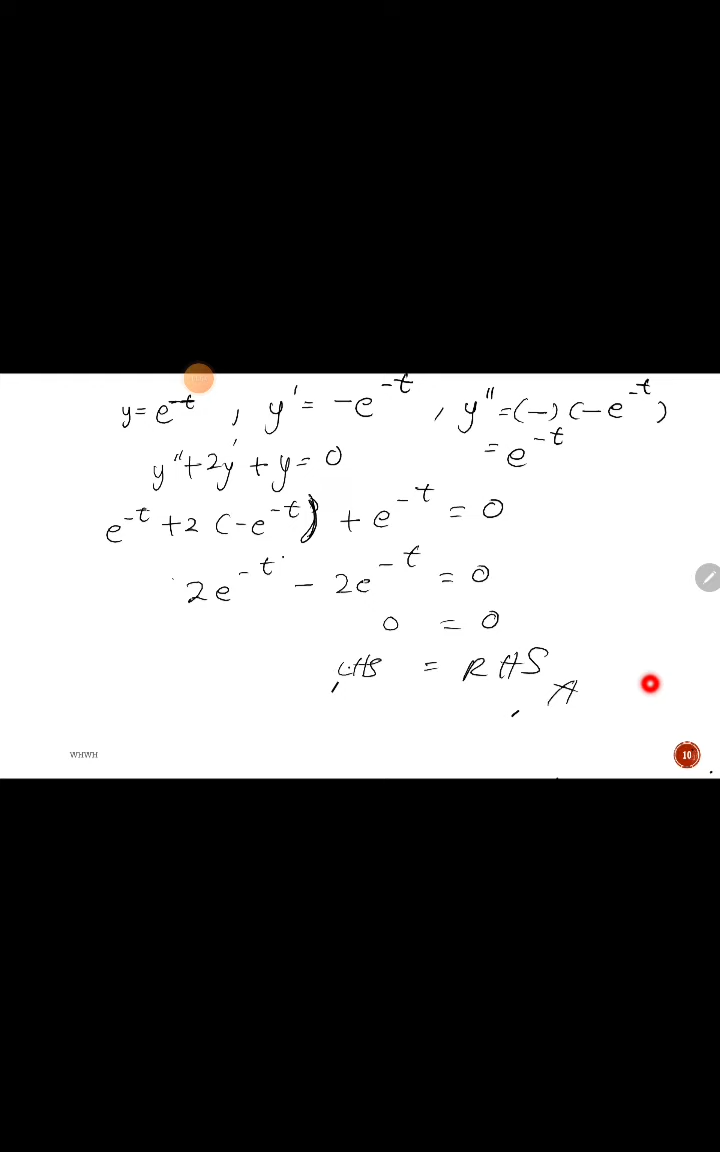 y = e^-t , y' = -e^-t , y'' = (-)(-e^-t)
= e^-t
y'' + 2y' + y = 0
e^-t + 2(-e^-t) + e^-t = 0
2e^-t - 2e^-t = 0
0 = 0
LHS = RHS
WHWH
10